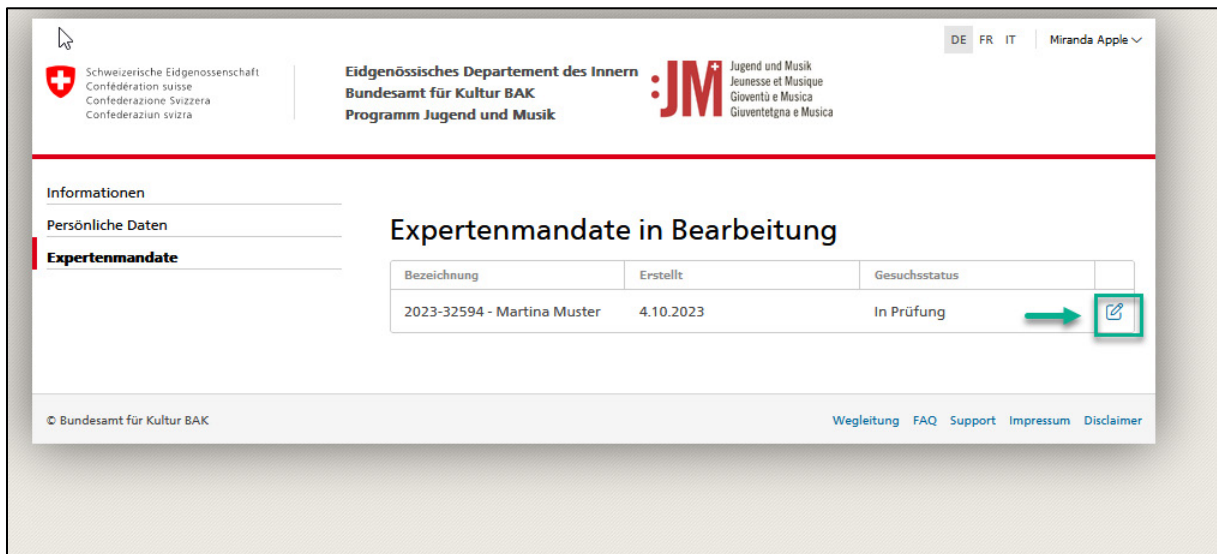 DE FR IT Miranda Apple
Schweizerische Eidgenossenschaft
Confédération suisse
Confederazione Svizzera
Confederaziun svizra
Eidgenössisches Departement des Innern
Bundesamt für Kultur BAK
Programm Jugend und Musik
:JM
Jugend und Musik
Jeunesse et Musique
Gioventù e Musica
Giuventetgna e Musica
Informationen
Persönliche Daten
Expertenmandate
Expertenmandate in Bearbeitung
Bezeichnung Erstellt Gesuchsstatus
2023-32594 - Martina Muster 4.10.2023 In Prüfung
© Bundesamt für Kultur BAK Wegleitung FAQ Support Impressum Disclaimer